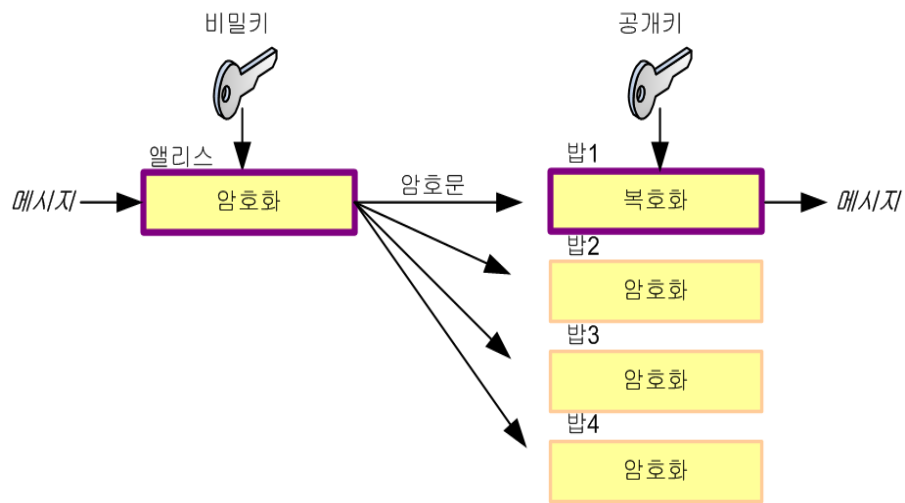 비밀키
공개키
앨리스
밥1
메시지
암호화
암호문
복호화
메시지
밥2
암호화
밥3
암호화
밥4
암호화